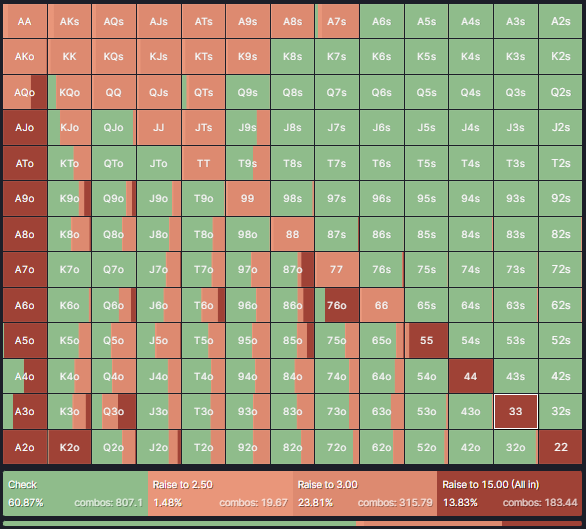 AA AKs AQs AJs ATs A9s A8s A7s A6s A5s A4s A3s A2s
AKo KK KQs KJs KTs K9s K8s K7s K6s K5s K4s K3s K2s
AQo KQo QQ QJs QTs Q9s Q8s Q7s Q6s Q5s Q4s Q3s Q2s
AJo KJo QJo JJ JTs J9s J8s J7s J6s J5s J4s J3s J2s
ATo KTo QTo JTo TT T9s T8s T7s T6s T5s T4s T3s T2s
A9o K9o Q9o J9o T9o 99 98s 97s 96s 95s 94s 93s 92s
A8o K8o Q8o J8o T8o 98o 88 87s 86s 85s 84s 83s 82s
A7o K7o Q7o J7o T7o 97o 87o 77 76s 75s 74s 73s 72s
A6o K6o Q6o J6o T6o 96o 86o 76o 66 65s 64s 63s 62s
A5o K5o Q5o J5o T5o 95o 85o 75o 65o 55 54s 53s 52s
A4o K4o Q4o J4o T4o 94o 84o 74o 64o 54o 44 43s 42s
A3o K3o Q3o J3o T3o 93o 83o 73o 63o 53o 43o 33 32s
A2o K2o Q2o J2o T2o 92o 82o 72o 62o 52o 42o 32o 22
Check Raise to 2.50 Raise to 3.00 Raise to 15.00 (All in)
60.87% combos: 807.1 1.48% combos: 19.67 23.81% combos: 315.79 13.83% combos: 183.44